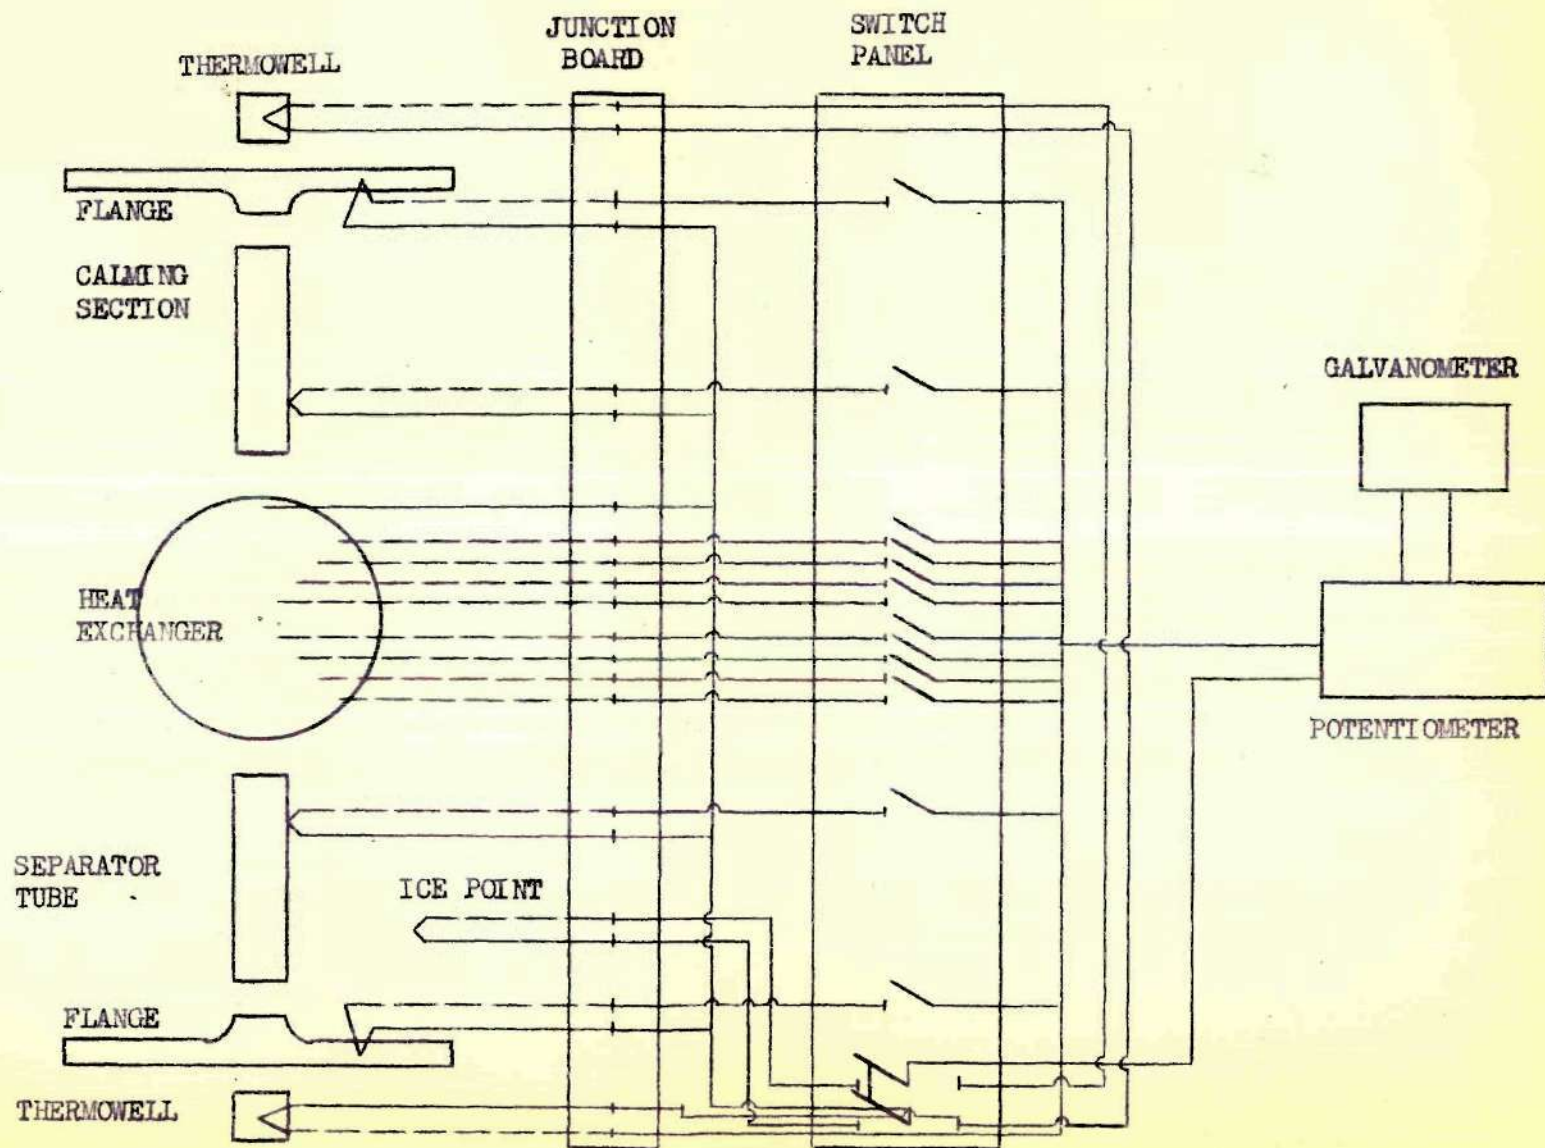 JUNCTION
BOARD
SWITCH
PANEL
THERMOWELL
FLANGE
CALMING
SECTION
GALVANOMETER
HEAT
EXCHANGER
POTENTIOMETER
SEPARATOR
TUBE
ICE POINT
FLANGE
THERMOWELL